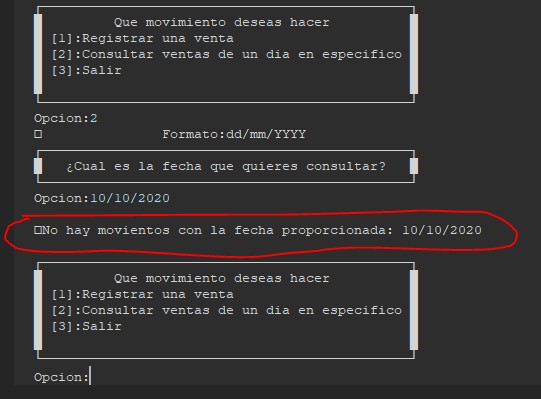 Que movimiento deseas hacer
[1]:Registrar una venta
[2]:Consultar ventas de un dia en especifico
[3]:Salir
Opcion:2
Formato:dd/mm/YYYY
¿Cual es la fecha que quieres consultar?
Opcion:10/10/2020
No hay movientos con la fecha proporcionada: 10/10/2020
Que movimiento deseas hacer
[1]:Registrar una venta
[2]:Consultar ventas de un dia en especifico
[3]:Salir
Opcion: